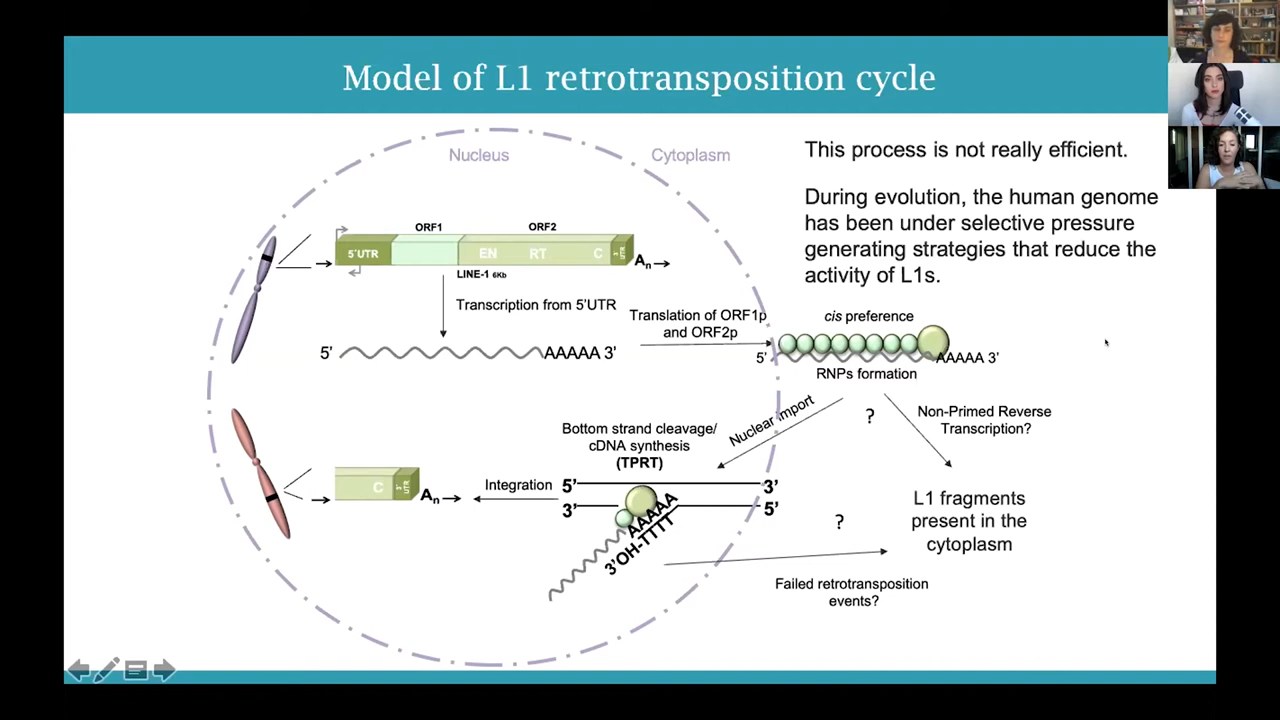 Model of L1 retrotransposition cycle
Nucleus
Cytoplasm
This process is not really efficient.
During evolution, the human genome
has been under selective pressure
generating strategies that reduce the
activity of L1s.
ORF1
ORF2
5´UTR
EN
RT
C
3´
UTR
An
LINE-1 6Kb
Transcription from 5'UTR
5'
AAAAA 3'
Translation of ORF1p
and ORF2p
cis preference
5'
AAAAA 3'
RNPs formation
Nuclear import
?
Non-Primed Reverse
Transcription?
Bottom strand cleavage/
cDNA synthesis
(TPRT)
C
3´
UTR
An
Integration
5'
3'
3'
5'
AAAAA
3'OH-TTTT
?
L1 fragments
present in the
cytoplasm
Failed retrotransposition
events?